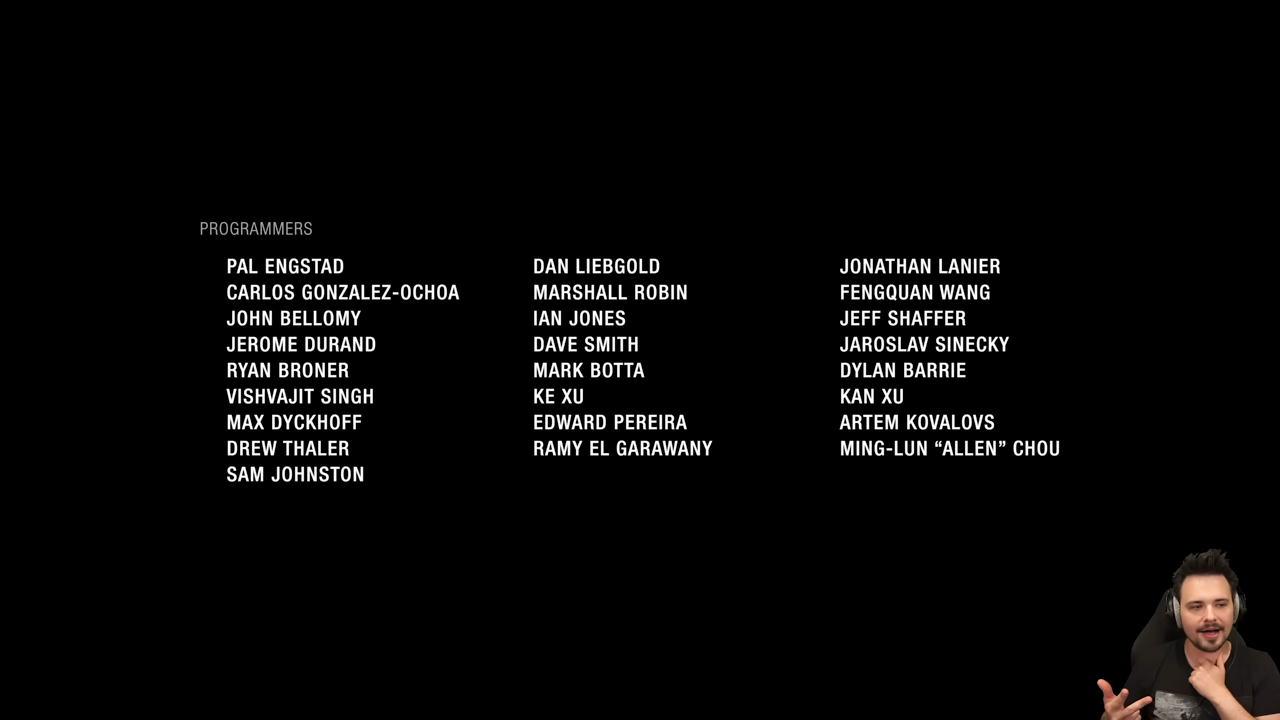 PROGRAMMERS
PAL ENGSTAD DAN LIEBGOLD JONATHAN LANIER
CARLOS GONZALEZ-OCHOA MARSHALL ROBIN FENGQUAN WANG
JOHN BELLOMY IAN JONES JEFF SHAFFER
JEROME DURAND DAVE SMITH JAROSLAV SINECKY
RYAN BRONER MARK BOTTA DYLAN BARRIE
VISHVAJIT SINGH KE XU KAN XU
MAX DYCKHOFF EDWARD PEREIRA ARTEM KOVALOVS
DREW THALER RAMY EL GARAWANY MING-LUN “ALLEN” CHOU
SAM JOHNSTON